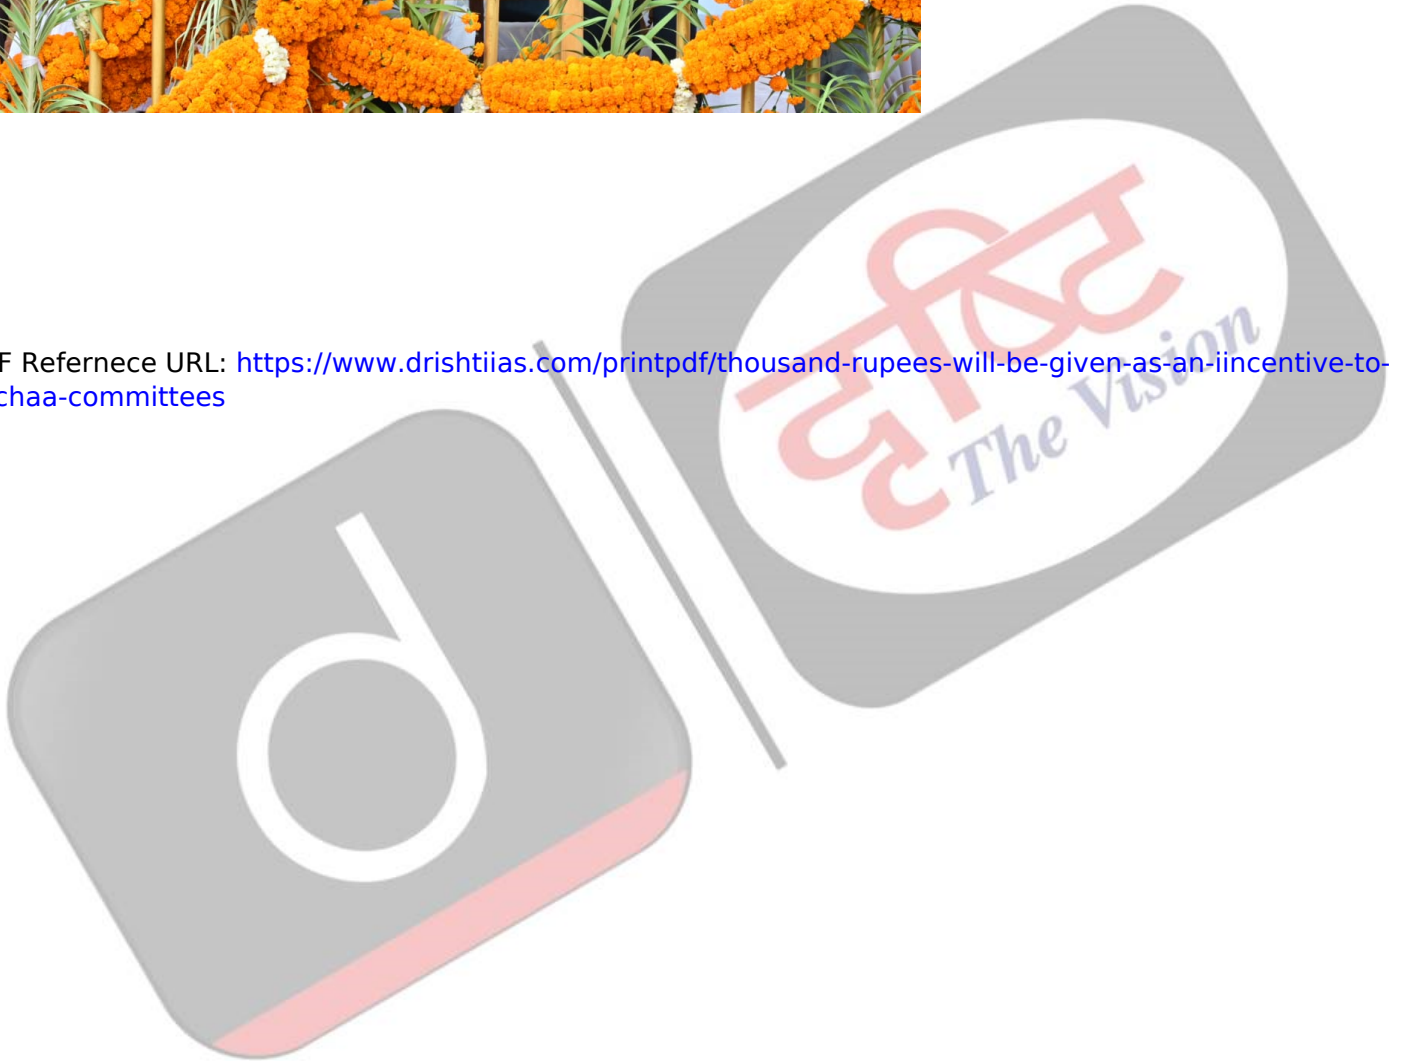 F Refernece URL: https://www.drishtiias.com/printpdf/thousand-rupees-will-be-given-as-an-iincentive-to-
chaa-committees
दृष्टि
The Vision
d